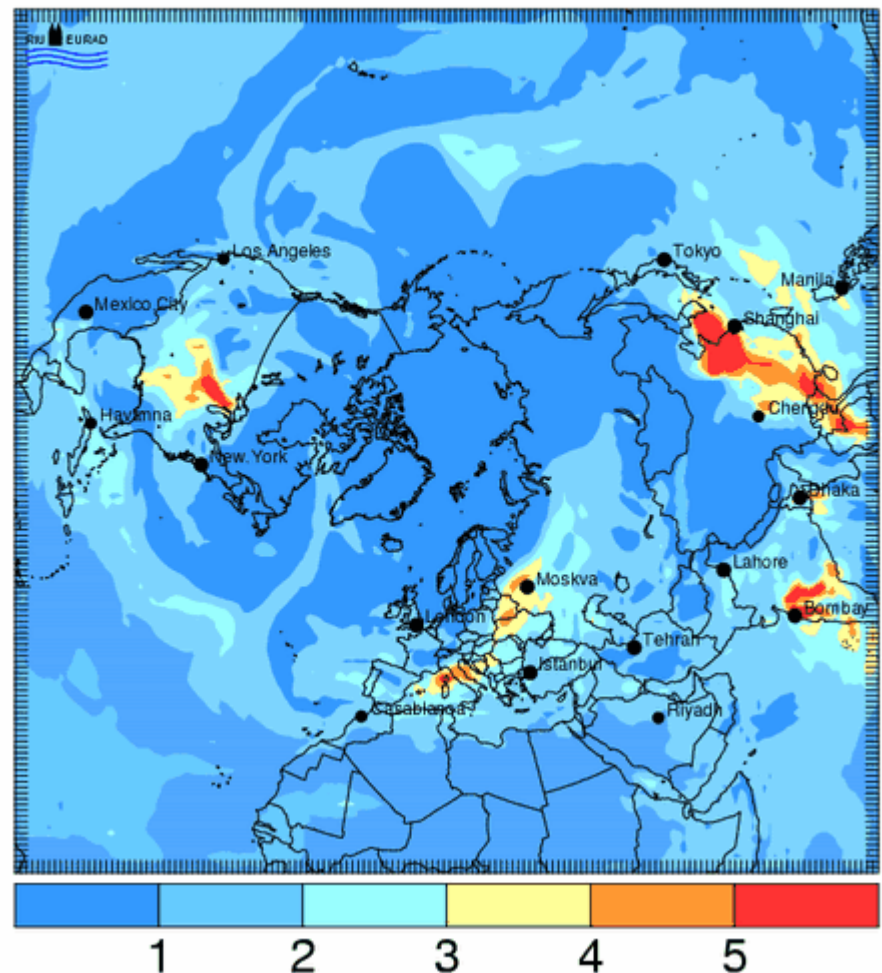 RIU EURAD
Los Angeles
Tokyo
Manila
Mexico City
Shanghai
Chengdu
New.York
Dhaka
Lahore
Moskva
Bombay
London
Tehran
Istanbul
Casablanca
Riyadh
1 2 3 4 5